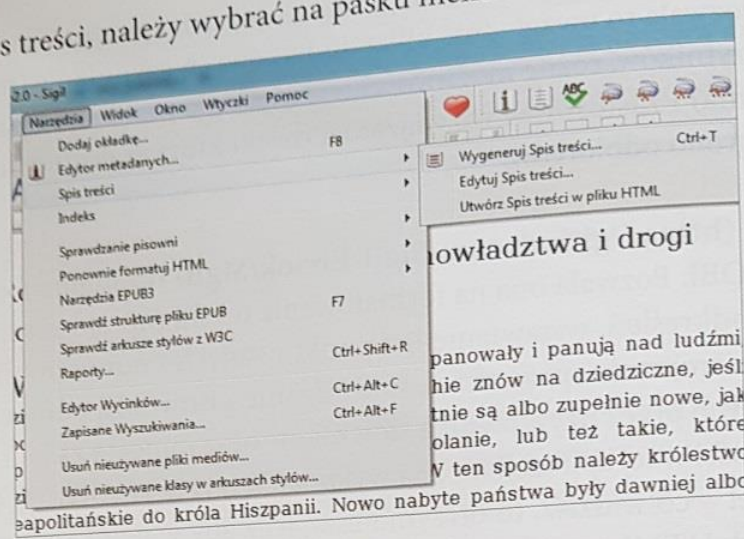 s treści, należy wybrać na pasku
2.0 - Sigil
Narzędzia Widok Okno Wtyczki Pomoc
Dodaj okładkę...
Edytor metadanych... F8
Spis treści
Indeks
Sprawdzanie pisowni
Ponownie formatuj HTML
Narzędzia EPUB3
Sprawdź strukturę pliku EPUB F7
Sprawdź arkusze stylów z W3C
Raporty... Ctrl+Shift+R
Edytor Wycinków... Ctrl+Alt+C
Zapisane Wyszukiwania... Ctrl+Alt+F
Usuń nieużywane pliki mediów...
Usuń nieużywane klasy w arkuszach stylów...
ABC
Wygeneruj Spis treści... Ctrl+T
Edytuj Spis treści...
Utwórz Spis treści w pliku HTML
nowładztwa i drogi
panowały i panują nad ludźmi
hie znów na dziedziczne, jeśl
tnie są albo zupełnie nowe, jak
olanie, lub też takie, które
W ten sposób należy królestwo
eapolitańskie do króla Hiszpanii. Nowo nabyte państwa były dawniej albo